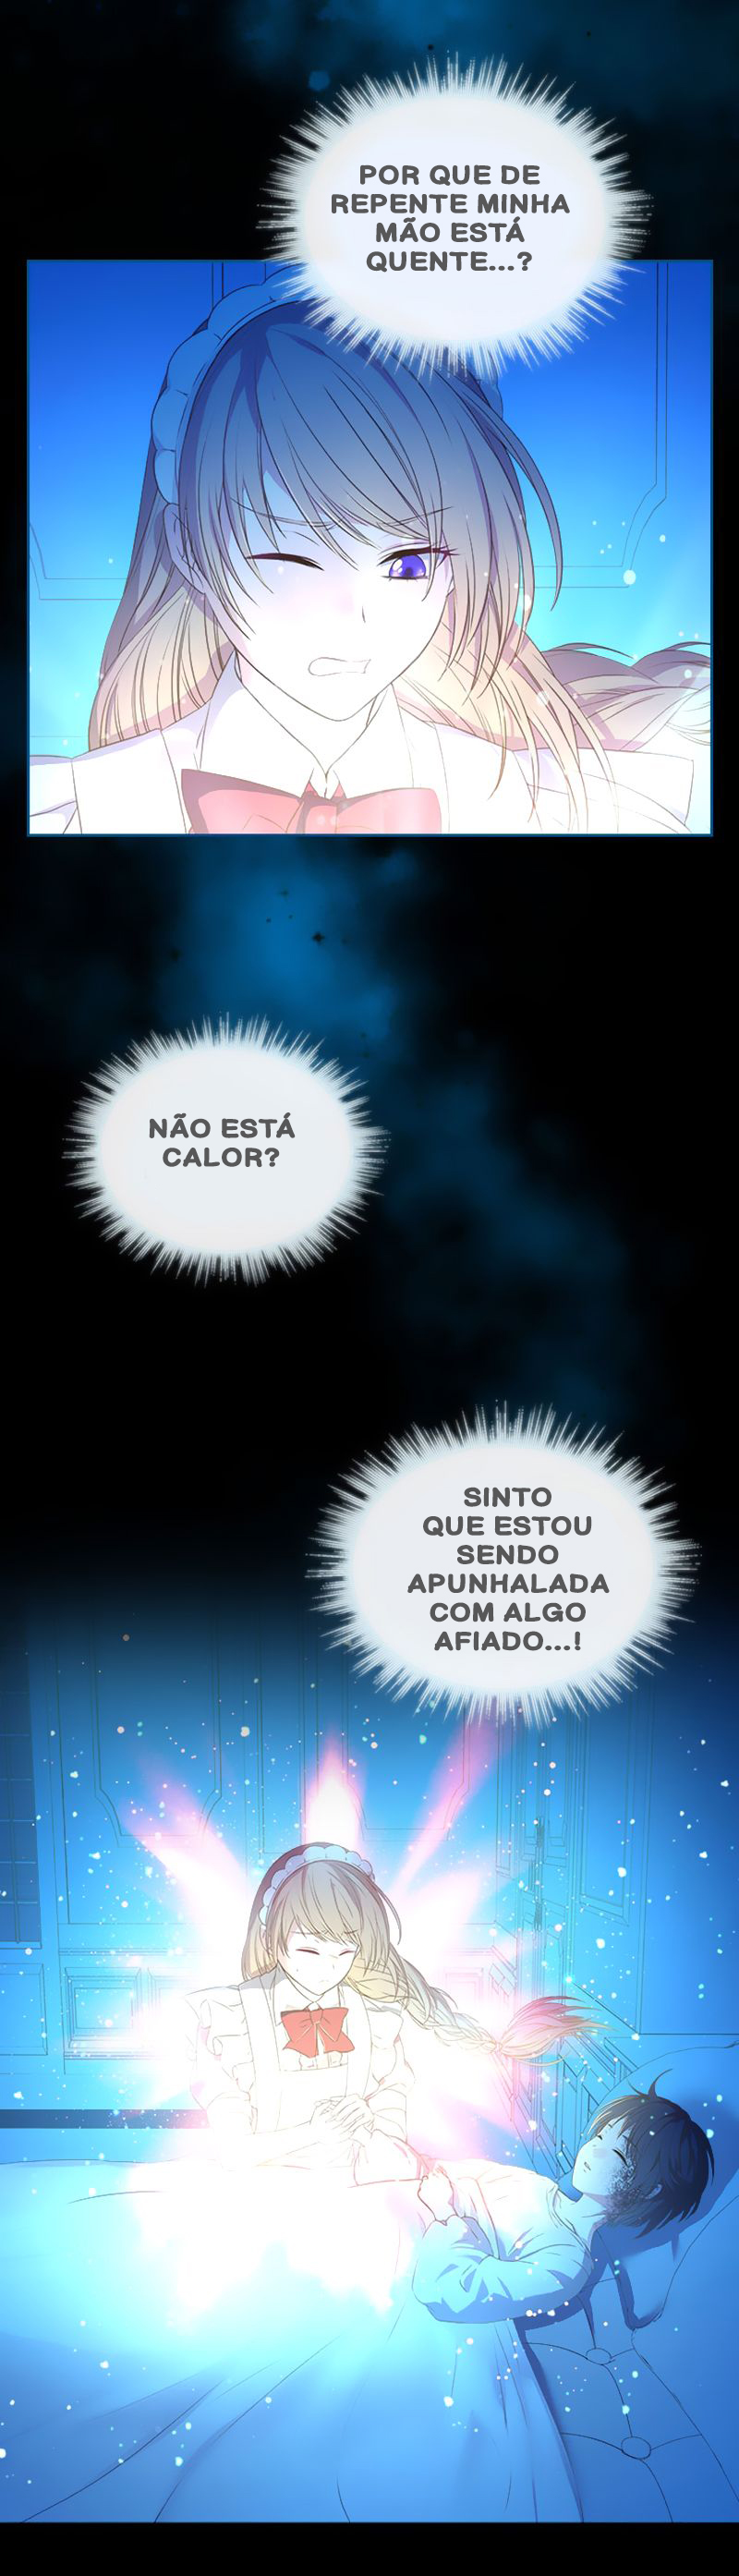 POR QUE DE
REPENTE MINHA
MÃO ESTÁ
QUENTE...?
NÃO ESTÁ
CALOR?
SINTO
QUE ESTOU
SENDO
APUNHALADA
COM ALGO
AFIADO...!